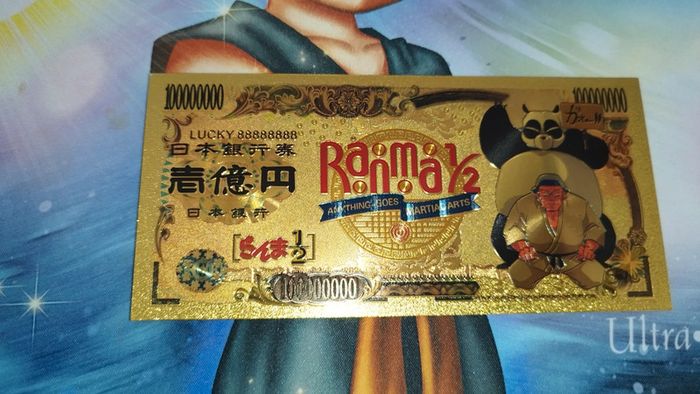 100000000
100000000
LUCKY 88888888
日本銀行券
壱億円
日本銀行
[らんま½]
Ranma ½
ANYTHING-GOES MARTIAL ARTS
100000000
Ultra